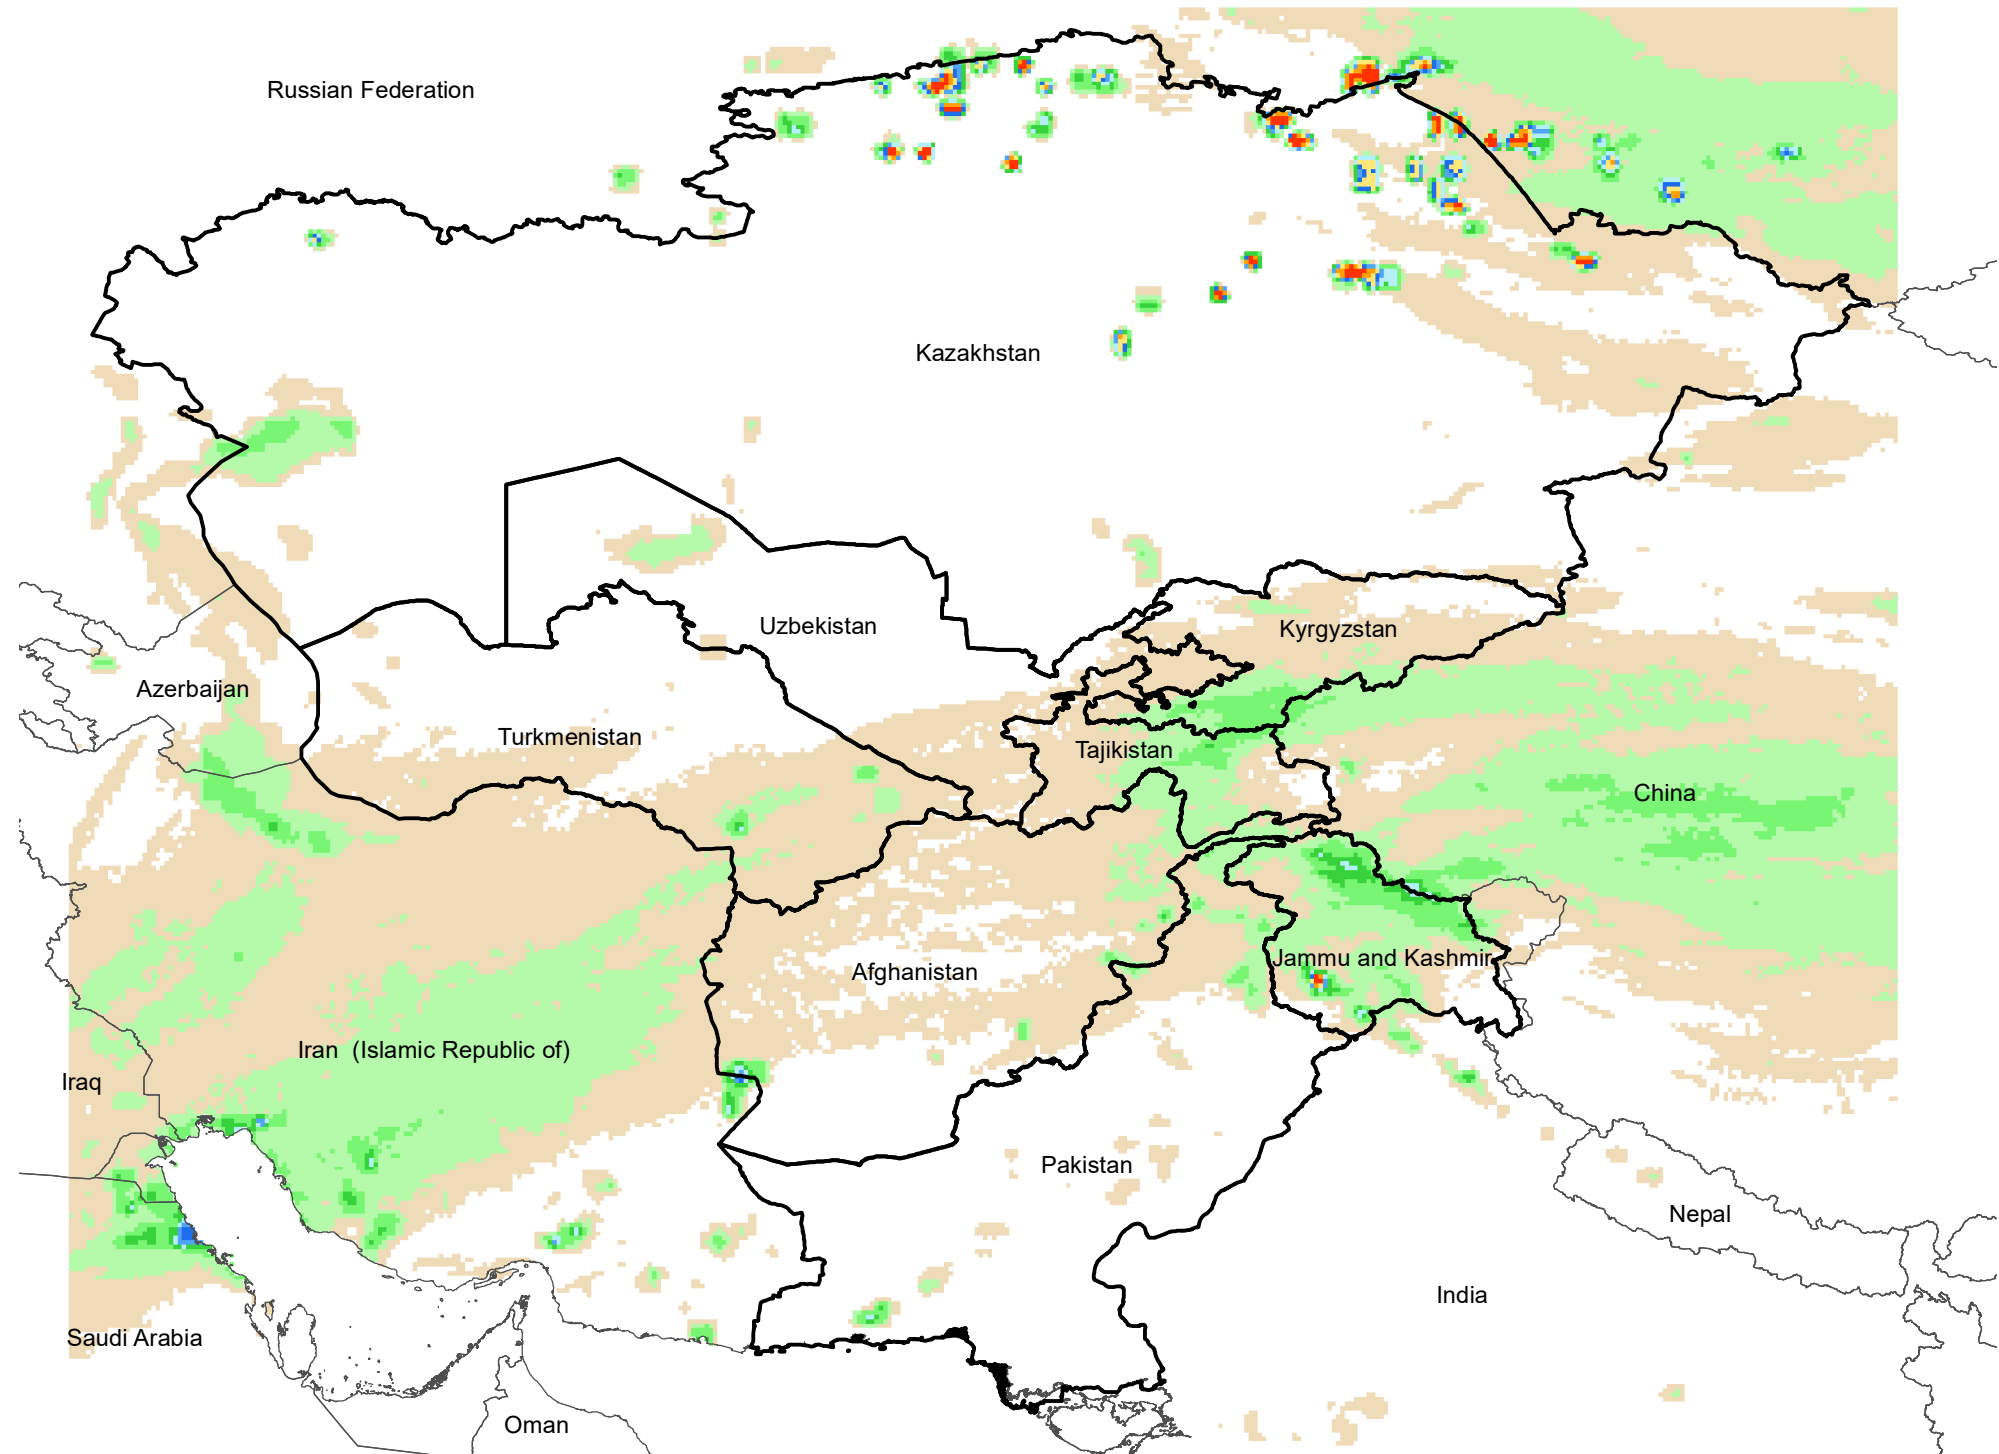 Russian Federation
Kazakhstan
Uzbekistan
Kyrgyzstan
Azerbaijan
Turkmenistan
Tajikistan
China
Jammu and Kashmir
Afghanistan
Iran (Islamic Republic of)
Iraq
Pakistan
Nepal
India
Saudi Arabia
Oman